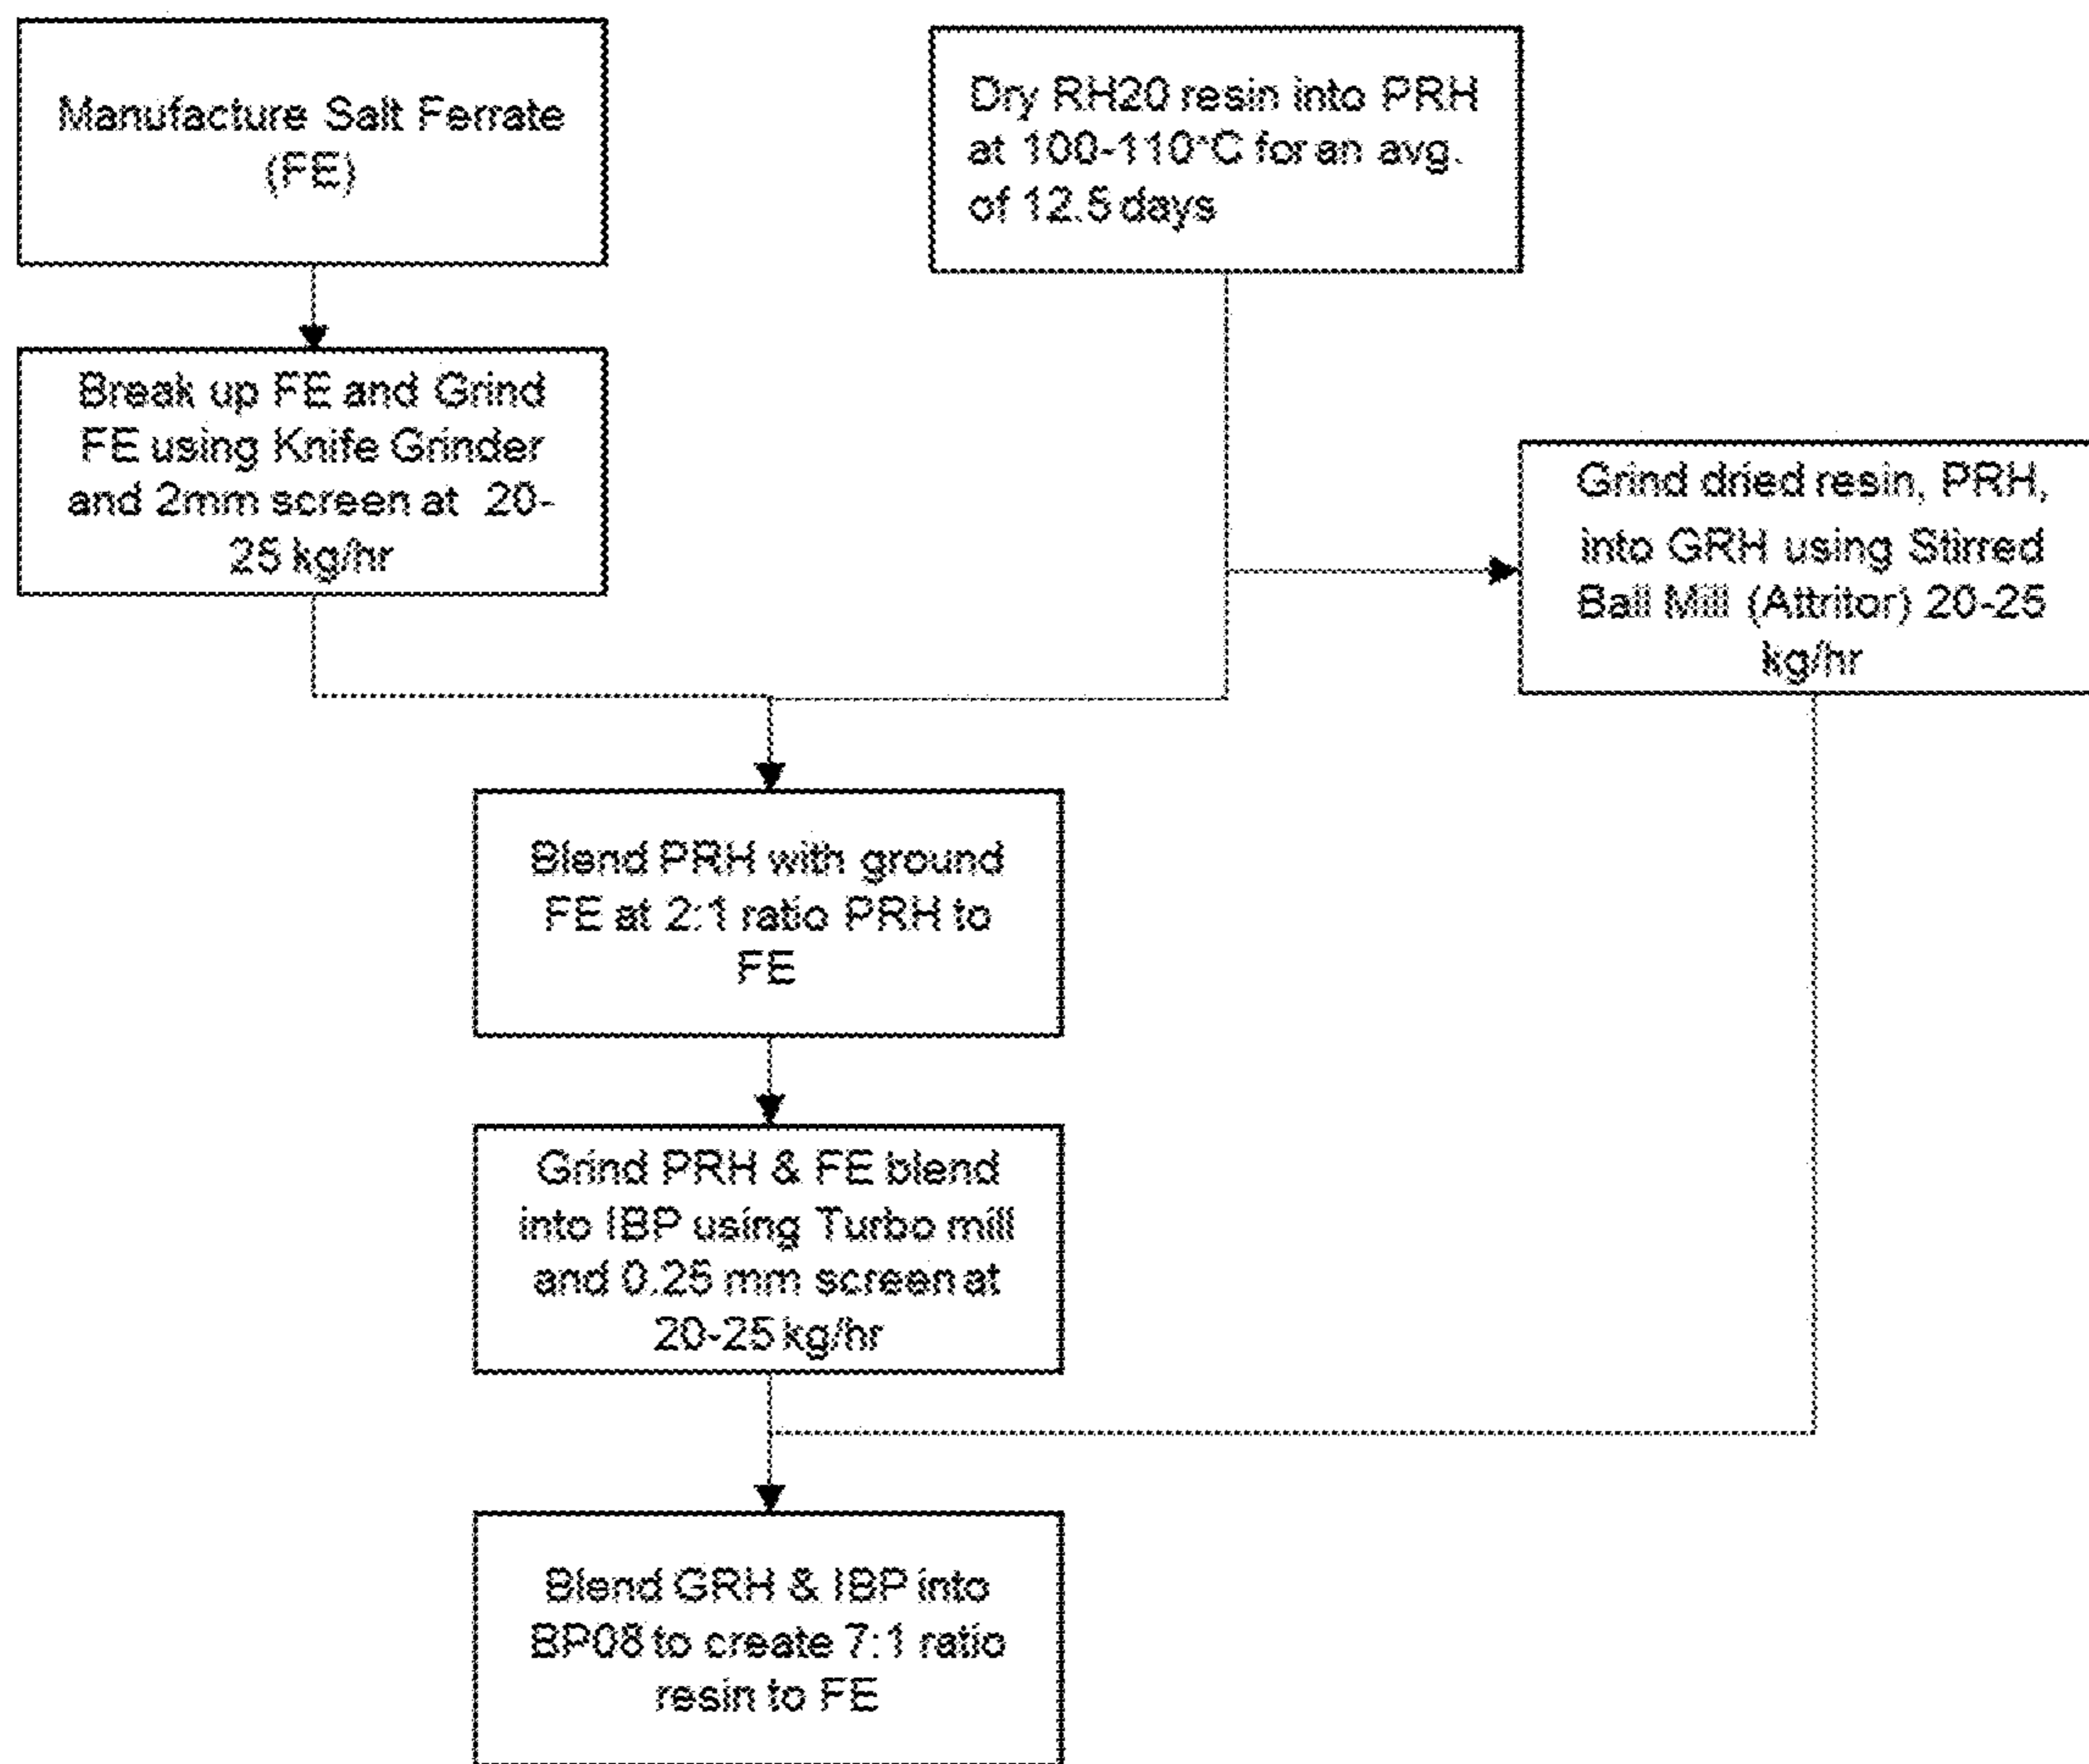 Manufacture Salt Ferrate
(FE)
Dry RH20 resin into PRH
at 100-110°C for an avg.
of 12.5 days
Break up FE and Grind
FE using Knife Grinder
and 2mm screen at 20-
25 kg/hr
Grind dried resin, PRH,
into GRH using Stirred
Ball Mill (Attritor) 20-25
kg/hr
Blend PRH with ground
FE at 2:1 ratio PRH to
FE
Grind PRH & FE blend
into IBP using Turbo mill
and 0.25 mm screen at
20-25 kg/hr
Blend GRH & IBP into
BP08 to create 7:1 ratio
resin to FE